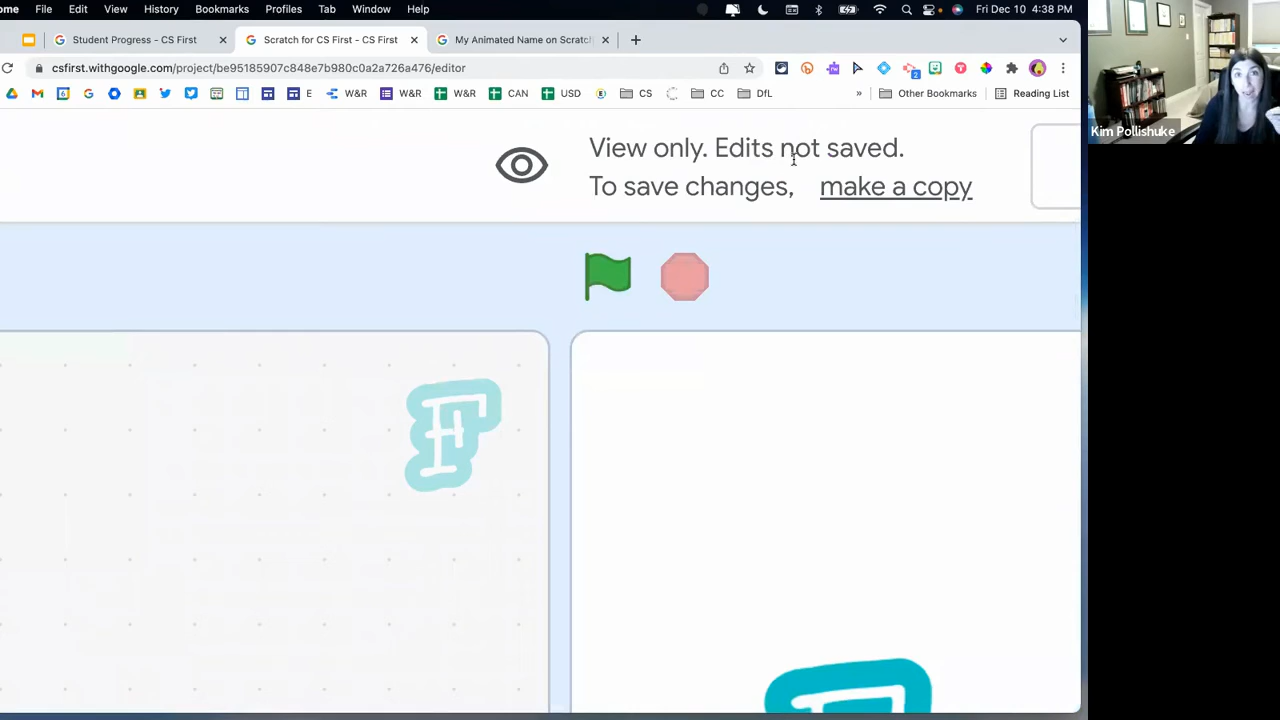 ome File Edit View History Bookmarks Profiles Tab Window Help Fri Dec 10 4:38 PM
Student Progress - CS First Scratch for CS First - CS First My Animated Name on Scratch
csfirst.withgoogle.com/project/be95185907c848e7b980c0a2a726a476/editor
W&R E W&R W&R CAN USD CS CC DfL » Other Bookmarks Reading List
Kim Pollishuke
View only. Edits not saved.
To save changes, make a copy
F